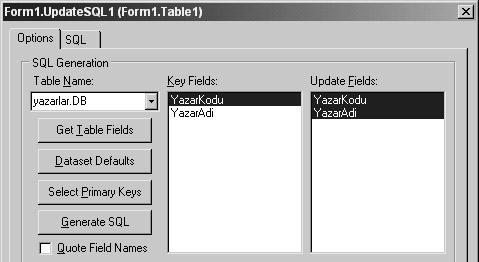 Form1.UpdateSQL1 (Form1.Table1)
Options SQL
SQL Generation
Table Name: Key Fields: Update Fields:
yazarlar.DB YazarKodu YazarKodu
YazarAdi YazarAdi
Get Table Fields
Dataset Defaults
Select Primary Keys
Generate SQL
Quote Field Names